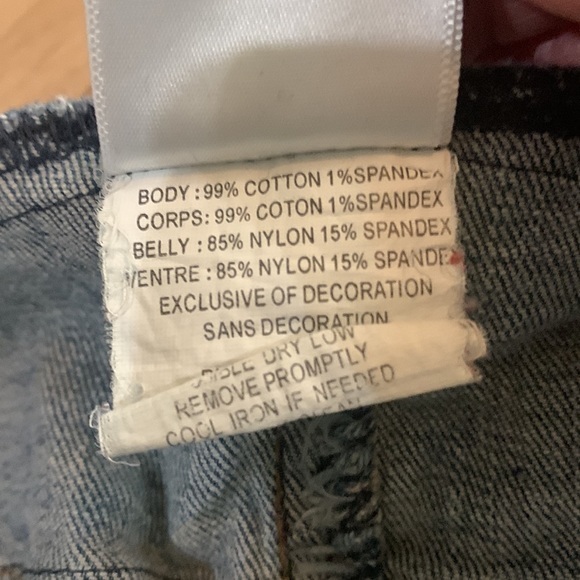 BODY : 99% COTTON 1%SPANDEX
CORPS: 99% COTON 1%SPANDEX
BELLY : 85% NYLON 15% SPANDEX
VENTRE : 85% NYLON 15% SPANDEX
EXCLUSIVE OF DECORATION
SANS DECORATION
DRY LOW
REMOVE PROMPTLY
COOL IRON IF NEEDED